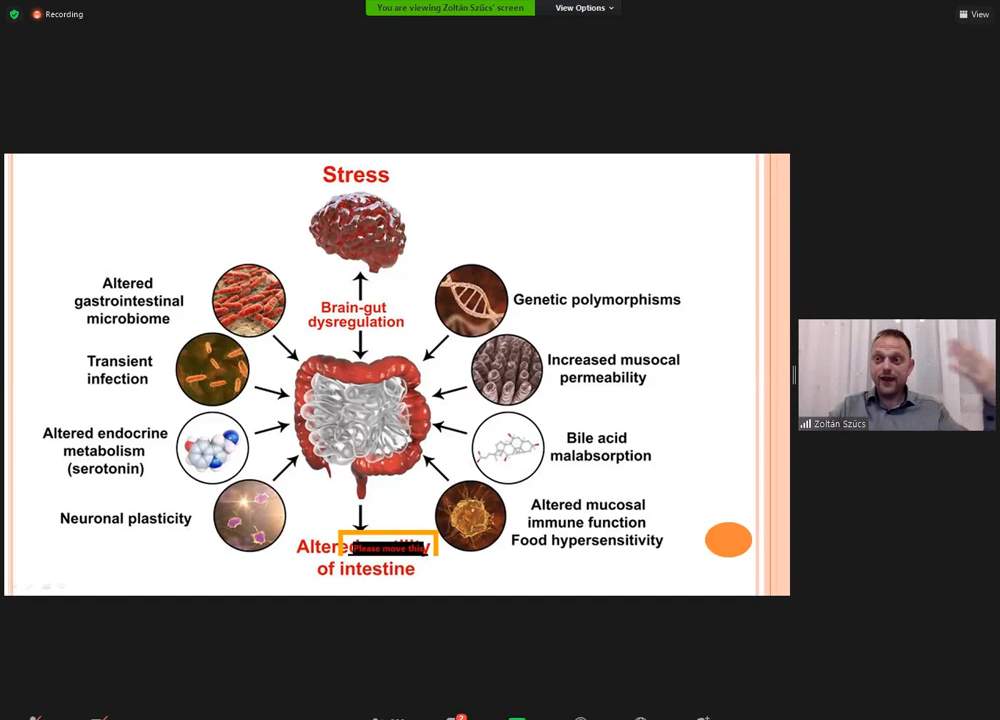 Recording
You are viewing Zoltán Szűcs' screen
View Options
View
Stress
Brain-gut
dysregulation
Altered
gastrointestinal
microbiome
Genetic polymorphisms
Transient
infection
Increased musocal
permeability
Altered endocrine
metabolism
(serotonin)
Bile acid
malabsorption
Neuronal plasticity
Altered mucosal
immune function
Food hypersensitivity
Please move this
of intestine
Zoltán Szűcs
2